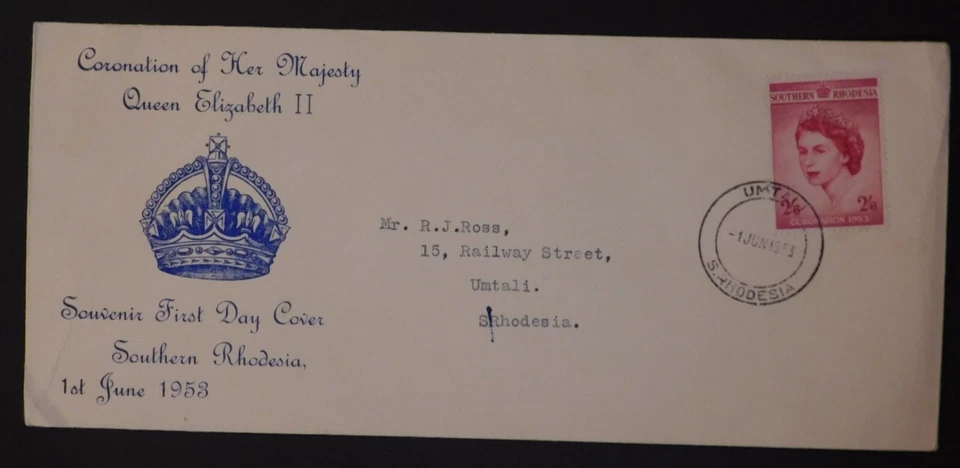 Coronation of Her Majesty
Queen Elizabeth II
Souvenir First Day Cover
Southern Rhodesia,
1st June 1953
Mr. R.J.Ross,
15, Railway Street,
Umtali.
SRhodesia.
SOUTHERN RHODESIA
2/6 2/6
CORONATION 1953
UMTALI
-1 JUN 1953
S. RHODESIA